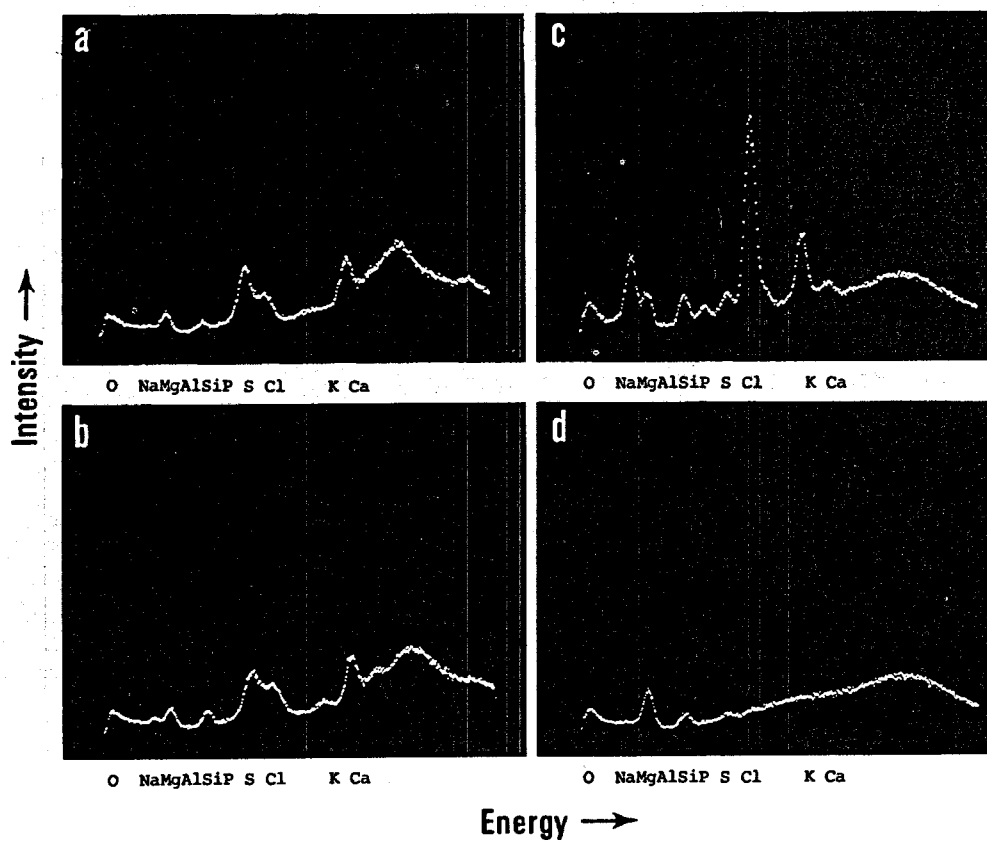 a
c
O NaMgAlSiP S Cl K Ca
O NaMgAlSiP S Cl K Ca
b
d
O NaMgAlSiP S Cl K Ca
O NaMgAlSiP S Cl K Ca
Intensity
Energy